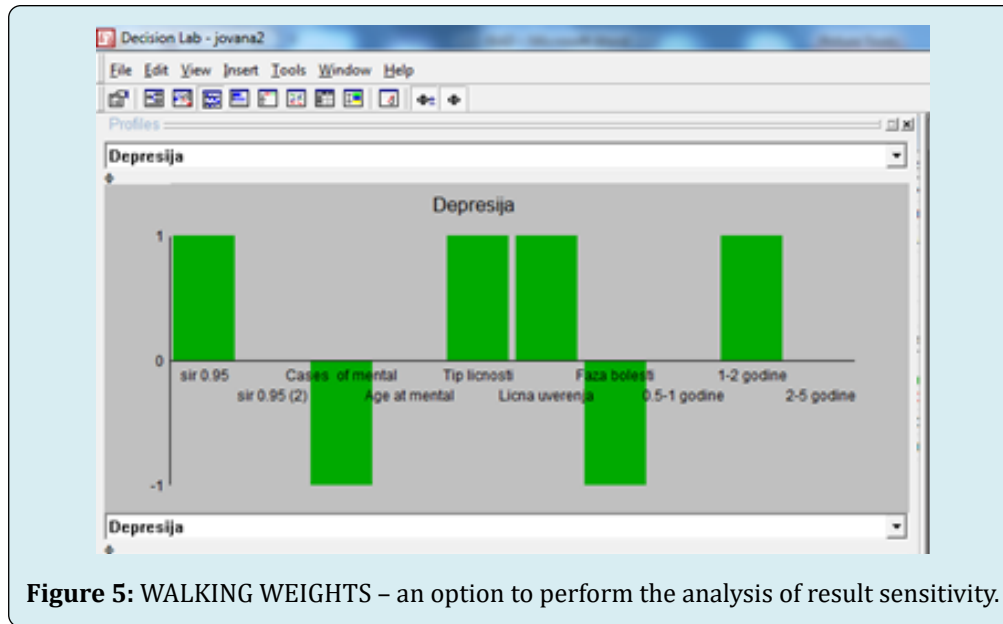 Decision Lab - jovana2
File Edit View Insert Tools Window Help
Profiles
Depresija
Depresija
1
0
-1
sir 0.95 Cases of mental Tip licnosti Faza bolesti 1-2 godine
sir 0.95 (2) Age at mental Licna uverenja 0.5-1 godine 2-5 godine
Depresija
Figure 5: WALKING WEIGHTS – an option to perform the analysis of result sensitivity.